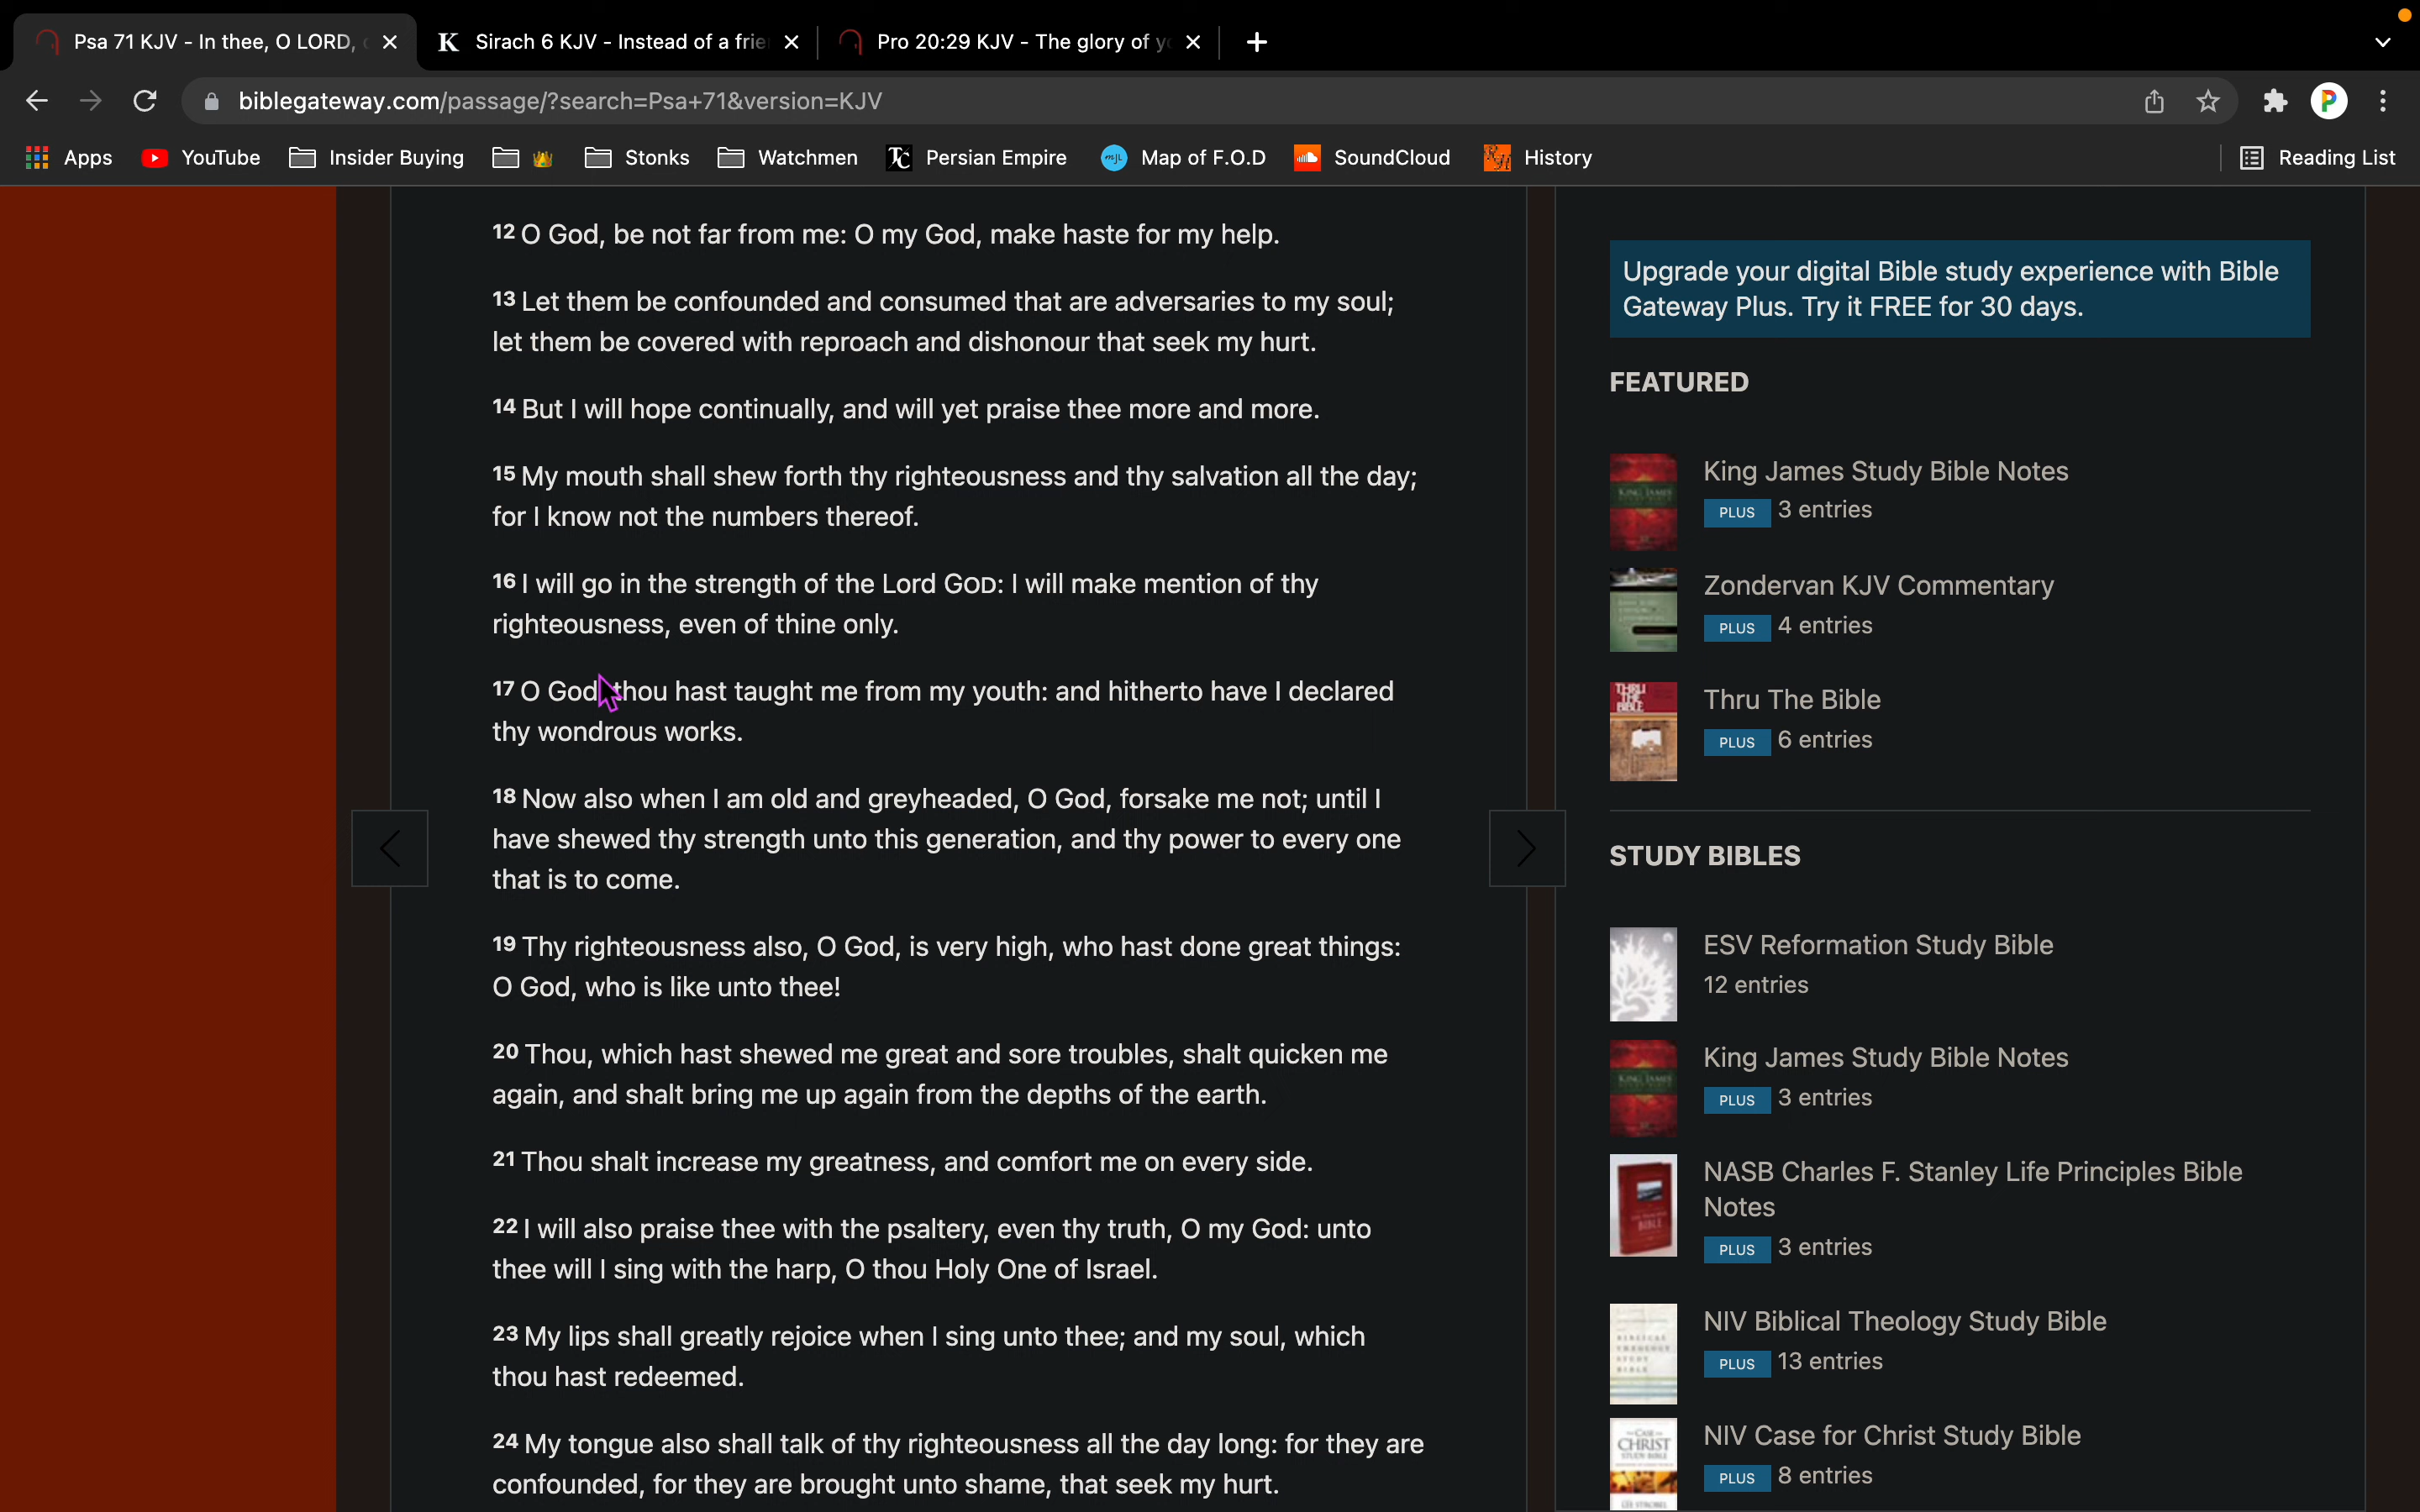 Psa 71 KJV - In thee, O LORD,
K Sirach 6 KJV - Instead of a frie
Pro 20:29 KJV - The glory of y
biblegateway.com/passage/?search=Psa+71&version=KJV
P
Apps YouTube Insider Buying 👑 Stonks Watchmen TC Persian Empire mjl Map of F.O.D SoundCloud History Reading List
12 O God, be not far from me: O my God, make haste for my help.
13 Let them be confounded and consumed that are adversaries to my soul;
let them be covered with reproach and dishonour that seek my hurt.
14 But I will hope continually, and will yet praise thee more and more.
15 My mouth shall shew forth thy righteousness and thy salvation all the day;
for I know not the numbers thereof.
16 I will go in the strength of the Lord GOD: I will make mention of thy
righteousness, even of thine only.
17 O God thou hast taught me from my youth: and hitherto have I declared
thy wondrous works.
18 Now also when I am old and greyheaded, O God, forsake me not; until I
have shewed thy strength unto this generation, and thy power to every one
that is to come.
19 Thy righteousness also, O God, is very high, who hast done great things:
O God, who is like unto thee!
20 Thou, which hast shewed me great and sore troubles, shalt quicken me
again, and shalt bring me up again from the depths of the earth.
21 Thou shalt increase my greatness, and comfort me on every side.
22 I will also praise thee with the psaltery, even thy truth, O my God: unto
thee will I sing with the harp, O thou Holy One of Israel.
23 My lips shall greatly rejoice when I sing unto thee; and my soul, which
thou hast redeemed.
24 My tongue also shall talk of thy righteousness all the day long: for they are
confounded, for they are brought unto shame, that seek my hurt.
Upgrade your digital Bible study experience with Bible
Gateway Plus. Try it FREE for 30 days.
FEATURED
KING JAMES
King James Study Bible Notes
PLUS 3 entries
Zondervan KJV Commentary
PLUS 4 entries
THRU THE BIBLE
Thru The Bible
PLUS 6 entries
STUDY BIBLES
ESV Reformation Study Bible
12 entries
KING JAMES
King James Study Bible Notes
PLUS 3 entries
BIBLE
NASB Charles F. Stanley Life Principles Bible
Notes
PLUS 3 entries
BIBLICAL THEOLOGY STUDY BIBLE
NIV Biblical Theology Study Bible
PLUS 13 entries
CASE CHRIST STUDY BIBLE
NIV Case for Christ Study Bible
PLUS 8 entries